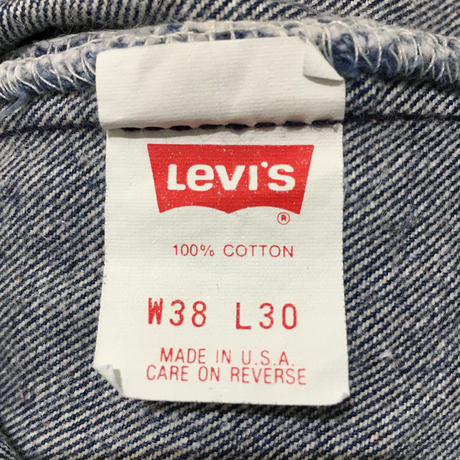 Levi's
®
100% COTTON
W38 L30
MADE IN U.S.A.
CARE ON REVERSE